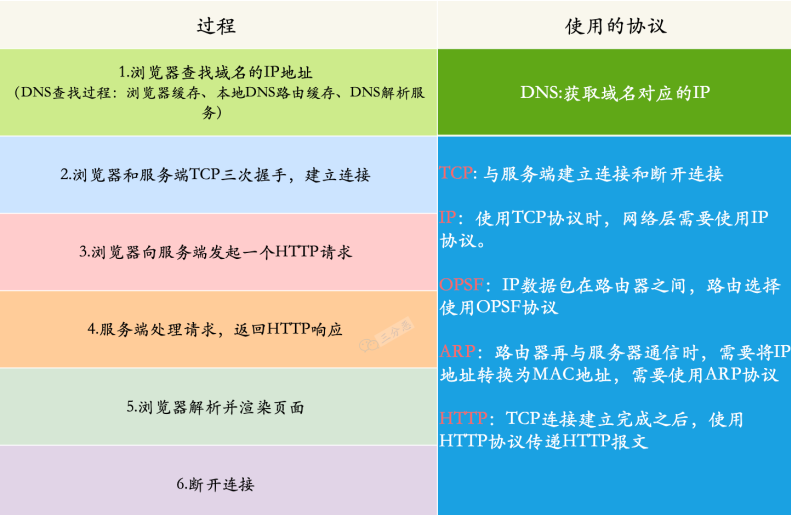 过程
使用的协议
1.浏览器查找域名的IP地址
（DNS查找过程：浏览器缓存、本地DNS路由缓存、DNS解析服
务）
DNS:获取域名对应的IP
2.浏览器和服务端TCP三次握手，建立连接
3.浏览器向服务端发起一个HTTP请求
4.服务端处理请求，返回HTTP响应
三分恶
5.浏览器解析并渲染页面
6.断开连接
TCP: 与服务端建立连接和断开连接
IP：使用TCP协议时，网络层需要使用IP
协议。
OPSF：IP数据包在路由器之间，路由选择
使用OPSF协议
ARP：路由器再与服务器通信时，需要将IP
地址转换为MAC地址，需要使用ARP协议
HTTP：TCP连接建立完成之后，使用
HTTP协议传递HTTP报文